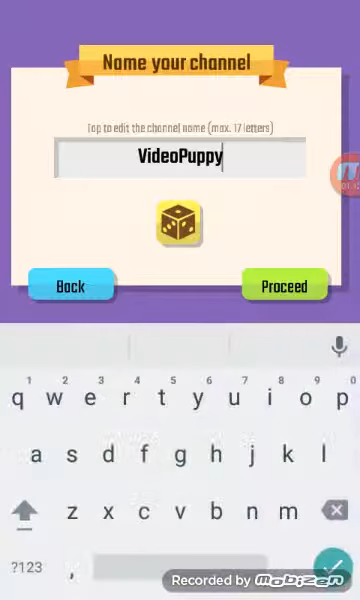 Name your channel
Tap to edit the channel name (max. 17 letters)
VideoPuppy
Back
Proceed
1 2 3 4 5 6 7 8 9 0
q w e r t y u i o p
a s d f g h j k l
z x c v b n m
?123 ,
Recorded by mobizen